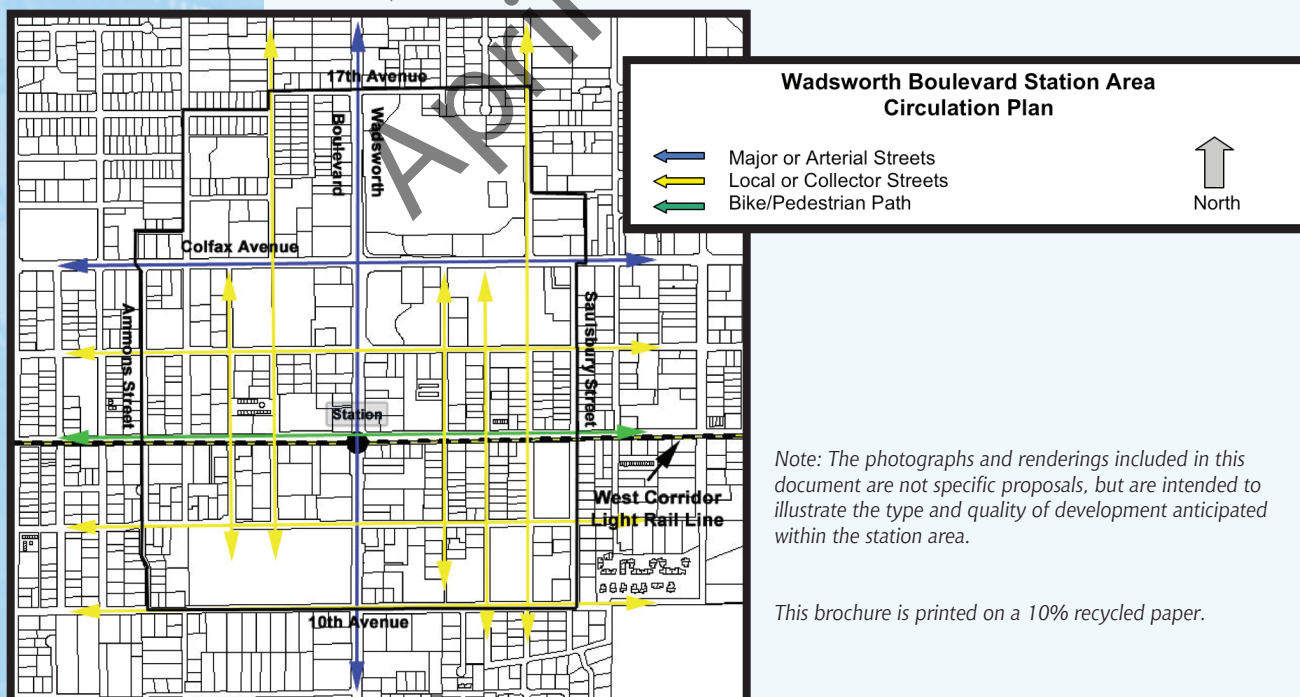 April
17th Avenue
Wadsworth
Boulevard
Colfax Avenue
Ammons Street
Saulsbury Street
Station
West Corridor
Light Rail Line
10th Avenue
Wadsworth Boulevard Station Area
Circulation Plan
Major or Arterial Streets
Local or Collector Streets
Bike/Pedestrian Path
North
Note: The photographs and renderings included in this
document are not specific proposals, but are intended to
illustrate the type and quality of development anticipated
within the station area.
This brochure is printed on a 10% recycled paper.